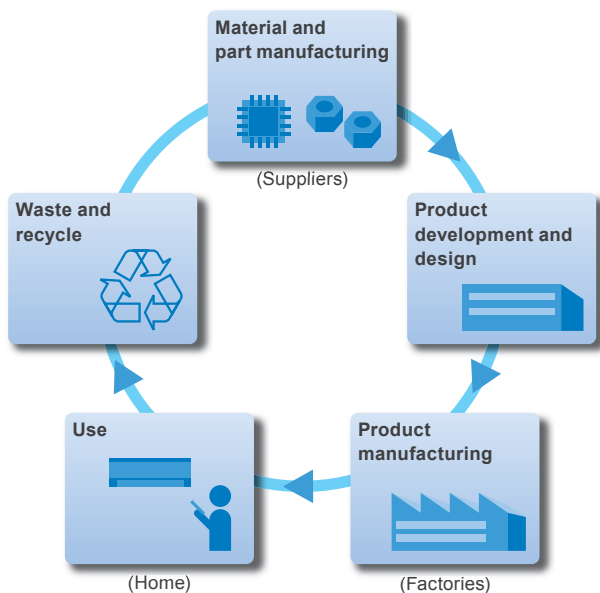 Material and
part manufacturing
(Suppliers)
Product
development and
design
Product
manufacturing
(Factories)
Use
(Home)
Waste and
recycle